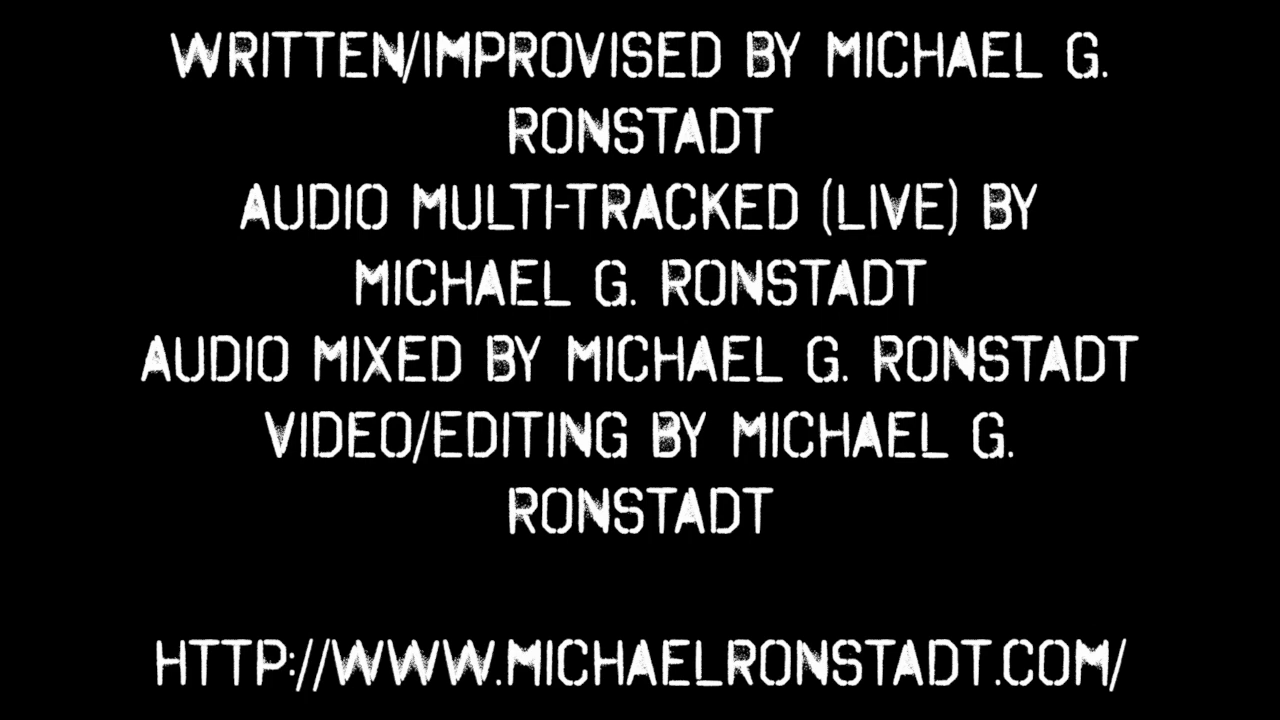 WRITTEN/IMPROVISED BY MICHAEL G.
RONSTADT
AUDIO MULTI-TRACKED (LIVE) BY
MICHAEL G. RONSTADT
AUDIO MIXED BY MICHAEL G. RONSTADT
VIDEO/EDITING BY MICHAEL G.
RONSTADT
HTTP://WWW.MICHAELRONSTADT.COM/